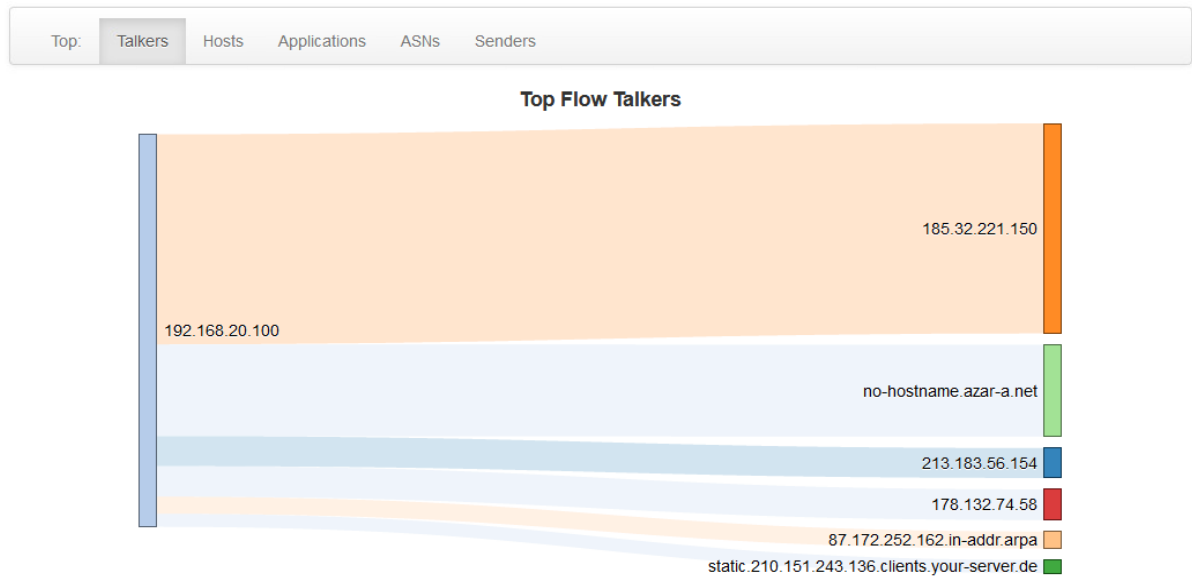 Top: Talkers Hosts Applications ASNs Senders
Top Flow Talkers
185.32.221.150
192.168.20.100
no-hostname.azar-a.net
213.183.56.154
178.132.74.58
87.172.252.162.in-addr.arpa
static.210.151.243.136.clients.your-server.de